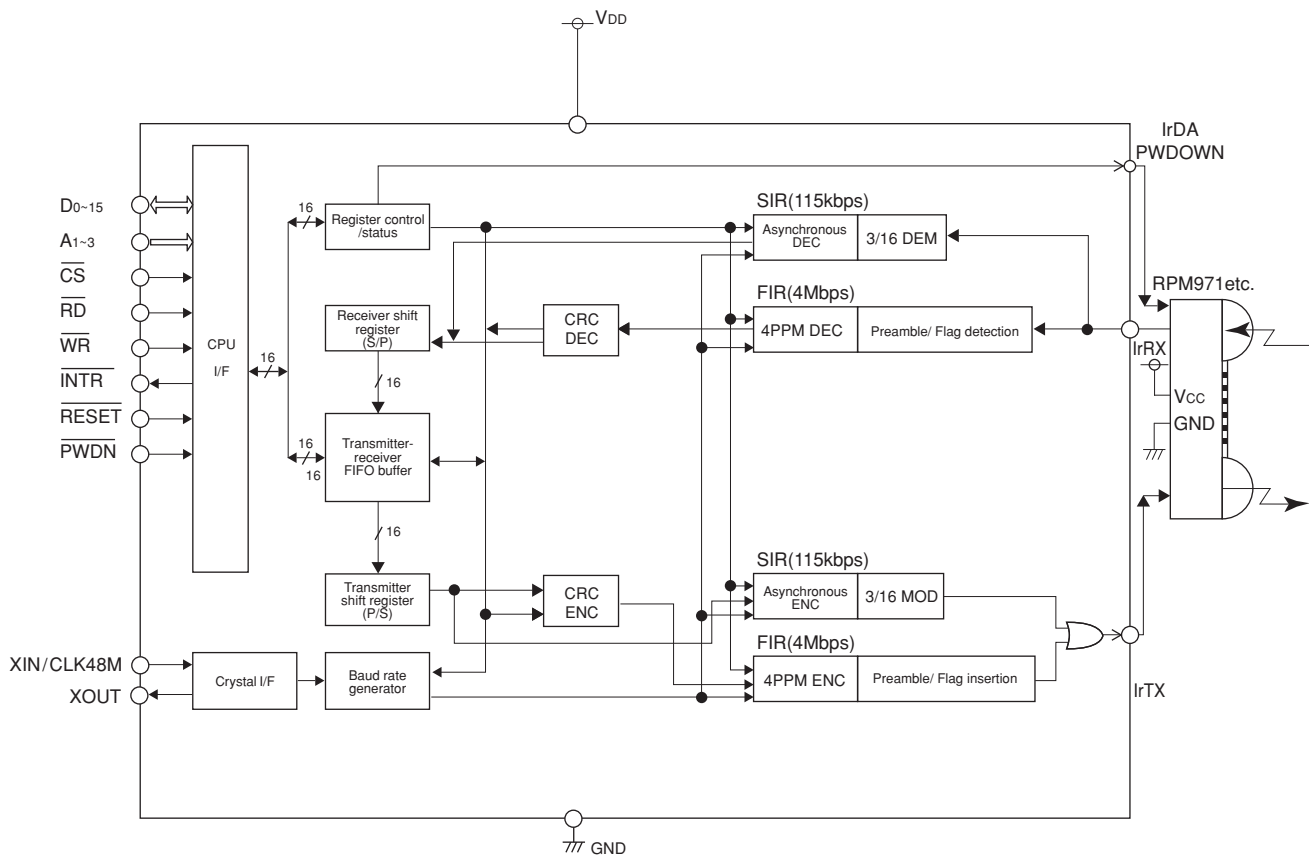 VDD
IrDA
PWDOWN
D0~15
A1~3
CS
RD
WR
INTR
RESET
PWDN
CPU
I/F
16
16
Register control
/status
SIR(115kbps)
Asynchronous
DEC
3/16 DEM
Receiver shift
register
(S/P)
CRC
DEC
FIR(4Mbps)
4PPM DEC
Preamble/ Flag detection
RPM971etc.
IrRX
VCC
GND
16
16
16
Transmitter-
receiver
FIFO buffer
16
Transmitter
shift register
(P/S)
CRC
ENC
SIR(115kbps)
Asynchronous
ENC
3/16 MOD
FIR(4Mbps)
4PPM ENC
Preamble/ Flag insertion
IrTX
XIN/CLK48M
XOUT
Crystal I/F
Baud rate
generator
GND